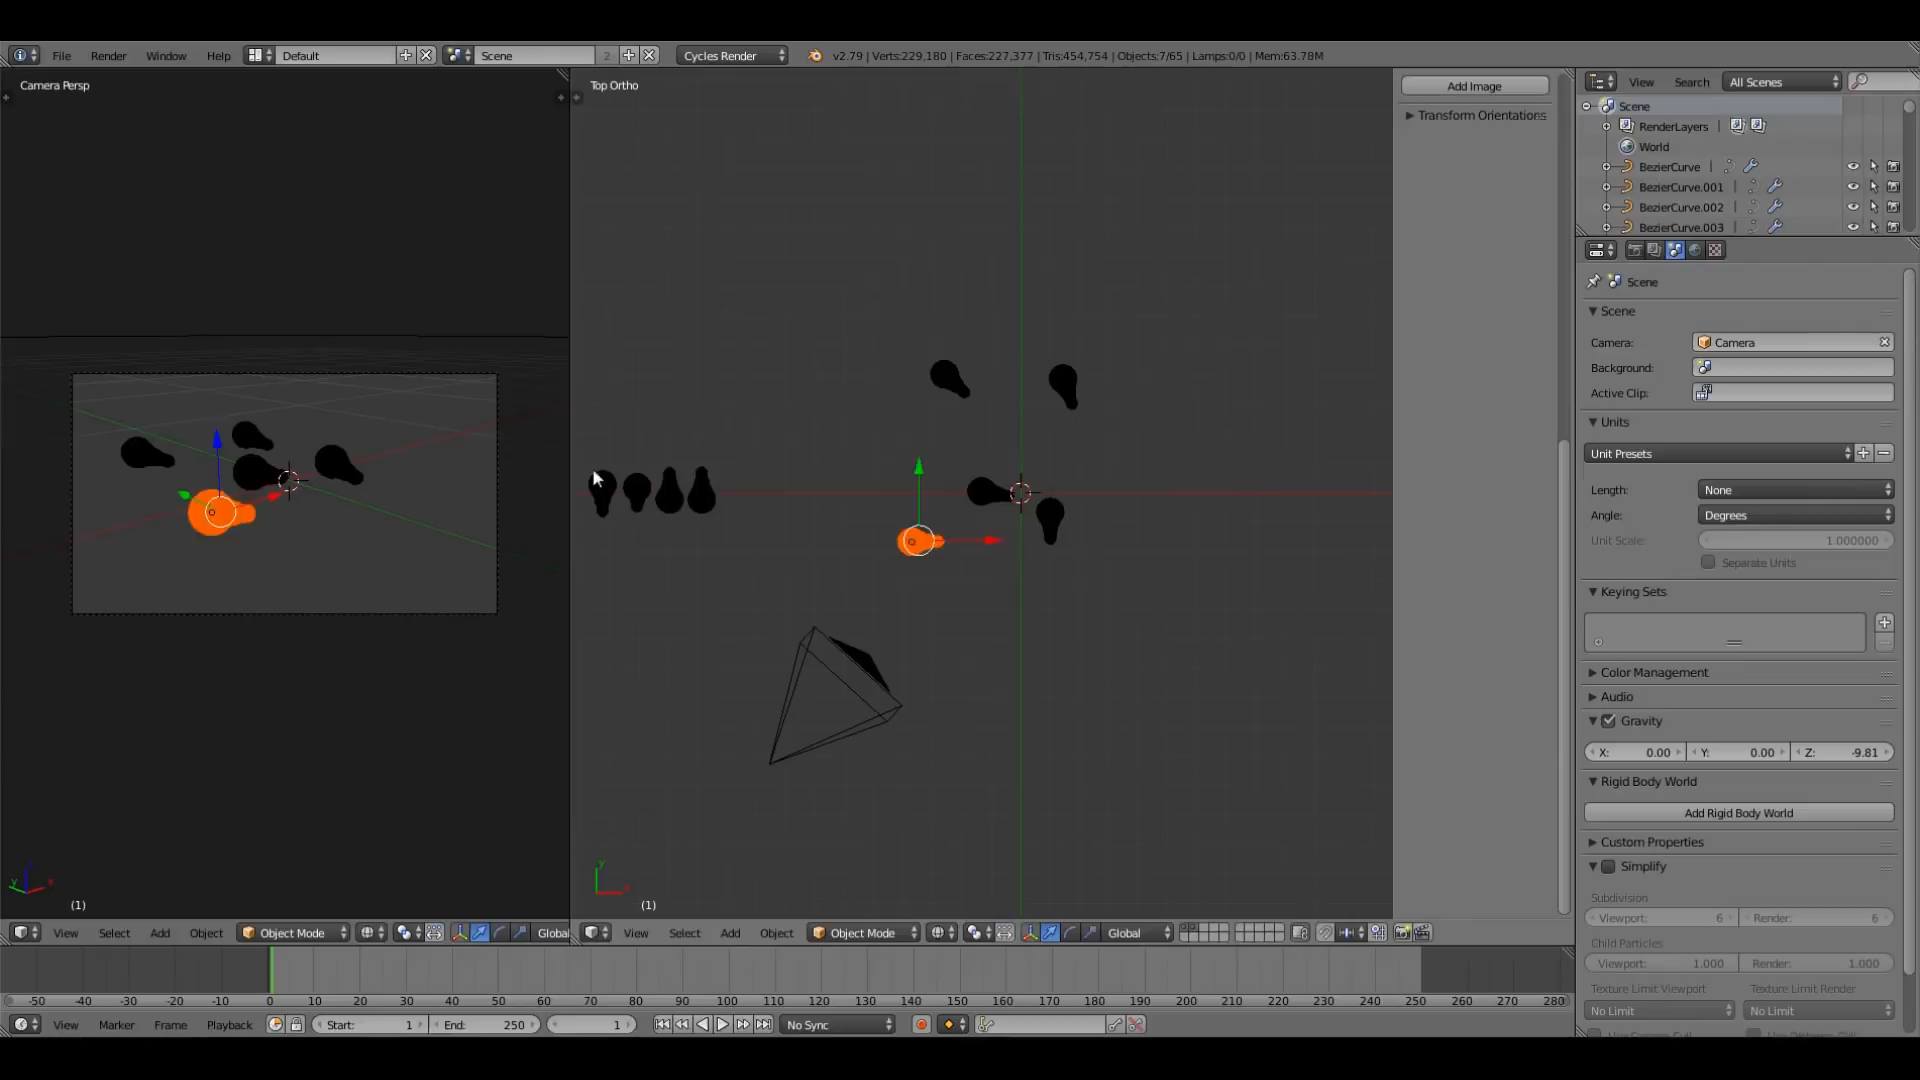 File Render Window Help Default Scene 2 Cycles Render v2.79 | Verts:229,180 | Faces:227,377 | Tris:454,754 | Objects:7/65 | Lamps:0/0 | Mem:63.78M
Camera Persp
Top Ortho
Add Image
Transform Orientations
View Search All Scenes
Scene
RenderLayers
World
BezierCurve
BezierCurve.001
BezierCurve.002
BezierCurve.003
Scene
Scene
Camera: Camera
Background:
Active Clip:
Units
Unit Presets
Length: None
Angle: Degrees
Unit Scale: 1.000000
Separate Units
Keying Sets
Color Management
Audio
Gravity
X: 0.00 Y: 0.00 Z: -9.81
Rigid Body World
Add Rigid Body World
Custom Properties
Simplify
Subdivision
Viewport: 6 Render: 6
Child Particles
Viewport: 1.000 Render: 1.000
Texture Limit Viewport Texture Limit Render
No Limit No Limit
(1)
(1)
View Select Add Object Object Mode Global
View Select Add Object Object Mode Global
-50 -40 -30 -20 -10 0 10 20 30 40 50 60 70 80 90 100 110 120 130 140 150 160 170 180 190 200 210 220 230 240 250 260 270 280
View Marker Frame Playback Start: 1 End: 250 1 No Sync